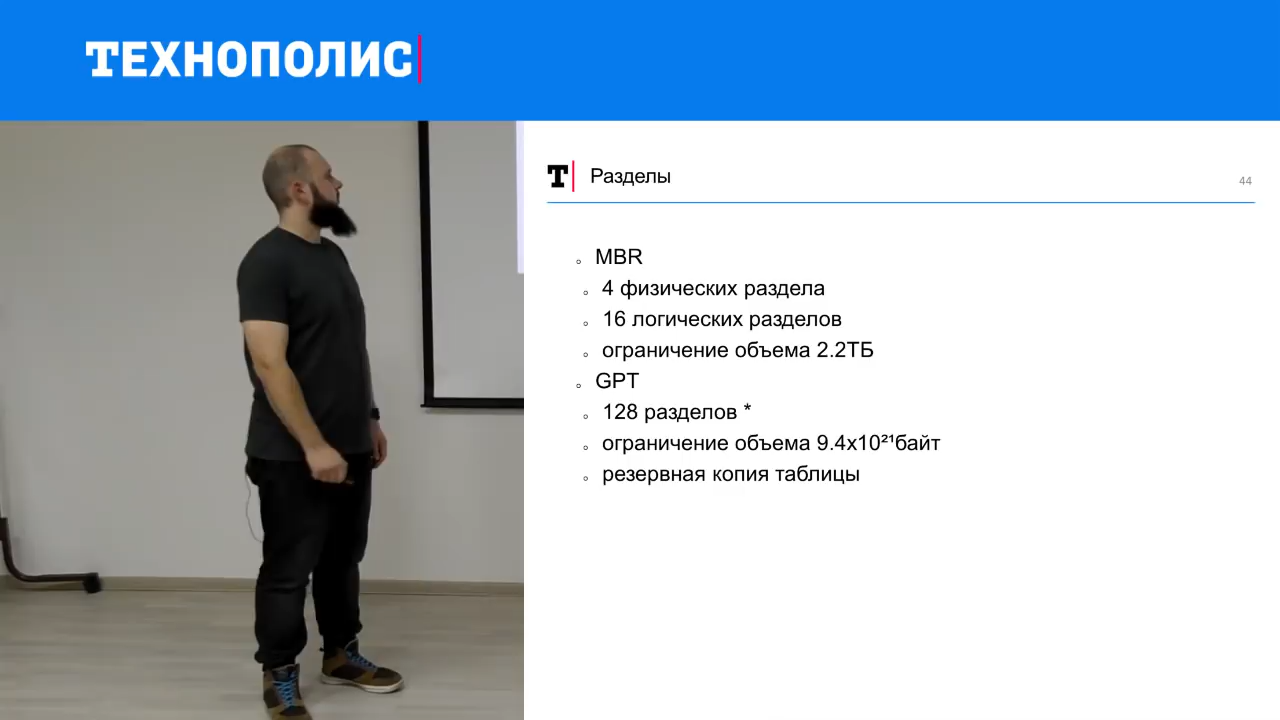 ТЕХНОПОЛИС
Т Разделы
44
MBR
4 физических раздела
16 логических разделов
ограничение объема 2.2ТБ
GPT
128 разделов *
ограничение объема 9.4x10²¹байт
резервная копия таблицы